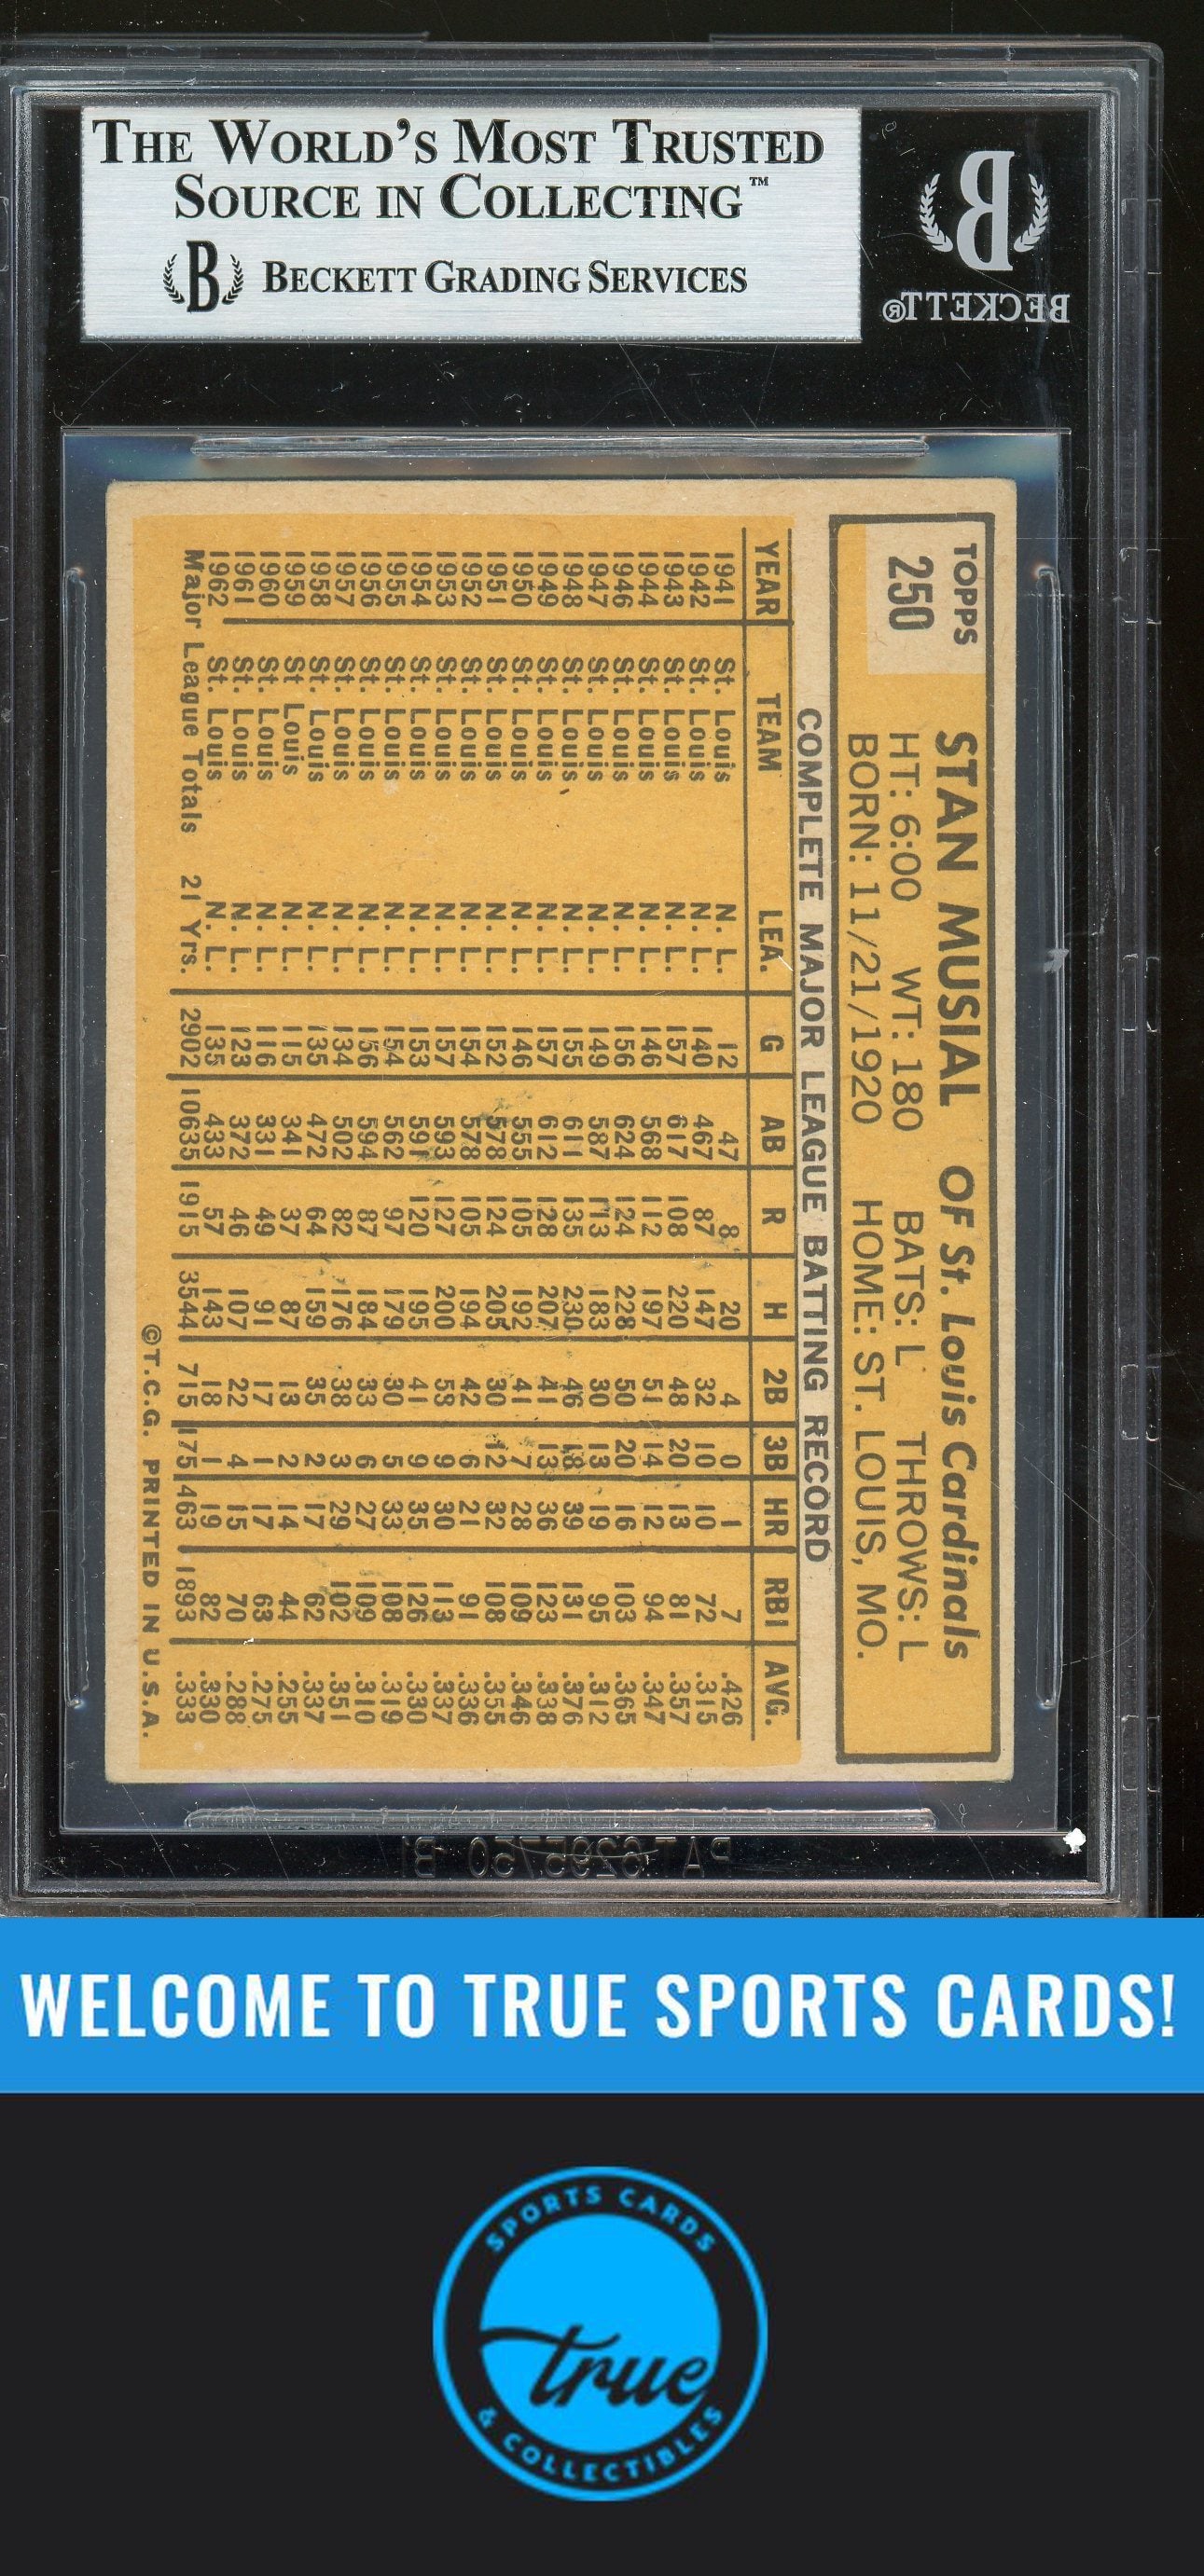 THE WORLD'S MOST TRUSTED
SOURCE IN COLLECTING™
B BECKETT GRADING SERVICES
B
BECKETT®
TOPPS
250
STAN MUSIAL OF St. Louis Cardinals
HT: 6:00 WT: 180 BATS: L THROWS: L
BORN: 11/21/1920 HOME: ST. LOUIS, MO.
COMPLETE MAJOR LEAGUE BATTING RECORD
YEAR TEAM LEA. G AB R H 2B 3B HR RBI AVG.
1941 St. Louis N. L. 12 47 8 20 4 0 1 7 .426
1942 St. Louis N. L. 140 467 87 147 32 10 10 72 .315
1943 St. Louis N. L. 157 617 108 220 48 20 13 81 .357
1944 St. Louis N. L. 146 568 112 197 51 14 12 94 .347
1946 St. Louis N. L. 156 624 124 228 50 20 16 103 .365
1947 St. Louis N. L. 149 587 113 183 30 13 19 95 .312
1948 St. Louis N. L. 155 611 135 230 46 18 39 131 .376
1949 St. Louis N. L. 157 612 128 207 41 13 36 123 .338
1950 St. Louis N. L. 146 555 105 192 41 7 28 109 .346
1951 St. Louis N. L. 152 578 124 205 30 12 32 108 .355
1952 St. Louis N. L. 154 578 105 194 42 6 21 91 .336
1953 St. Louis N. L. 157 593 127 200 53 9 30 113 .337
1954 St. Louis N. L. 153 591 120 195 41 9 35 126 .330
1955 St. Louis N. L. 154 562 97 179 30 5 33 108 .319
1956 St. Louis N. L. 156 594 87 184 33 6 27 109 .310
1957 St. Louis N. L. 134 502 82 176 38 3 29 102 .351
1958 St. Louis N. L. 135 472 64 159 35 2 17 62 .337
1959 St. Louis N. L. 115 341 37 87 13 2 14 44 .255
1960 St. Louis N. L. 116 331 49 91 17 1 17 63 .275
1961 St. Louis N. L. 123 372 46 107 22 4 15 70 .288
1962 St. Louis N. L. 135 433 57 143 18 1 19 82 .330
Major League Totals 21 Yrs. 2902 10635 1915 3544 715 175 463 1893 .333
©T.C.G. PRINTED IN U.S.A.
WELCOME TO TRUE SPORTS CARDS!
SPORTS CARDS
true
& COLLECTIBLES